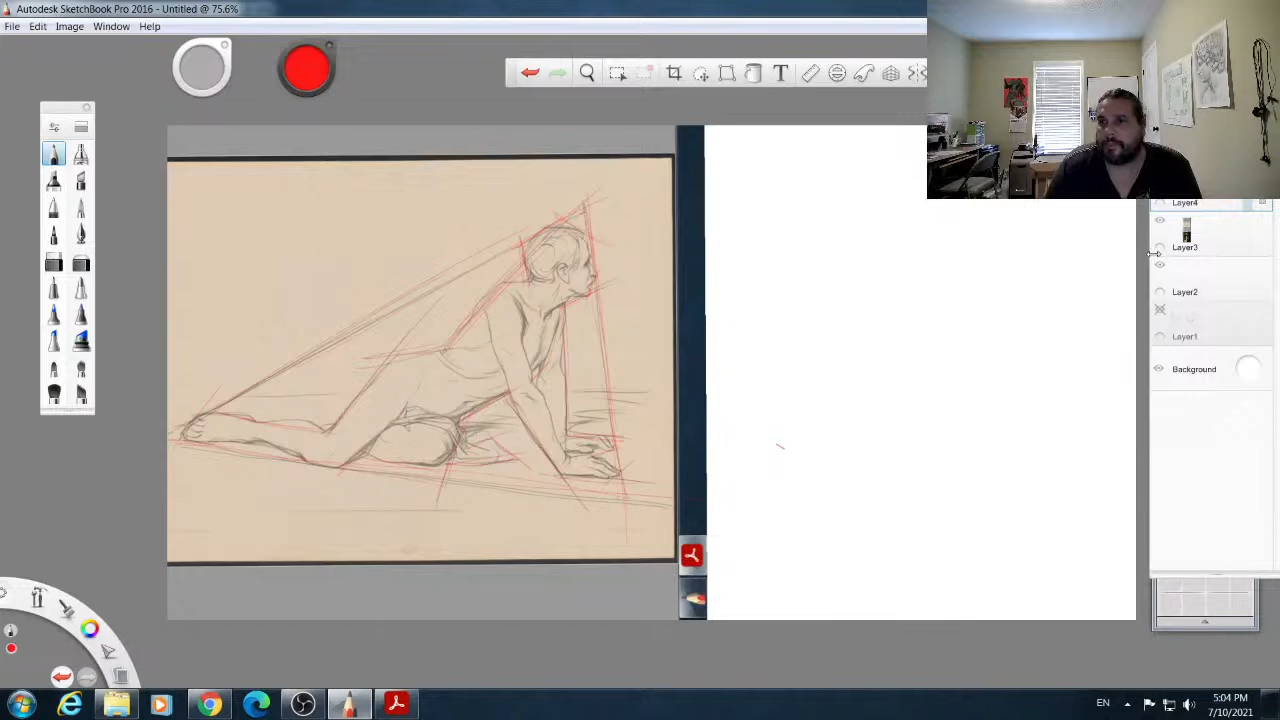 Autodesk SketchBook Pro 2016 - Untitled @ 75.6%
File Edit Image Window Help
T
Layer4
Layer3
Layer2
Layer1
Background
EN
5:04 PM
7/10/2021